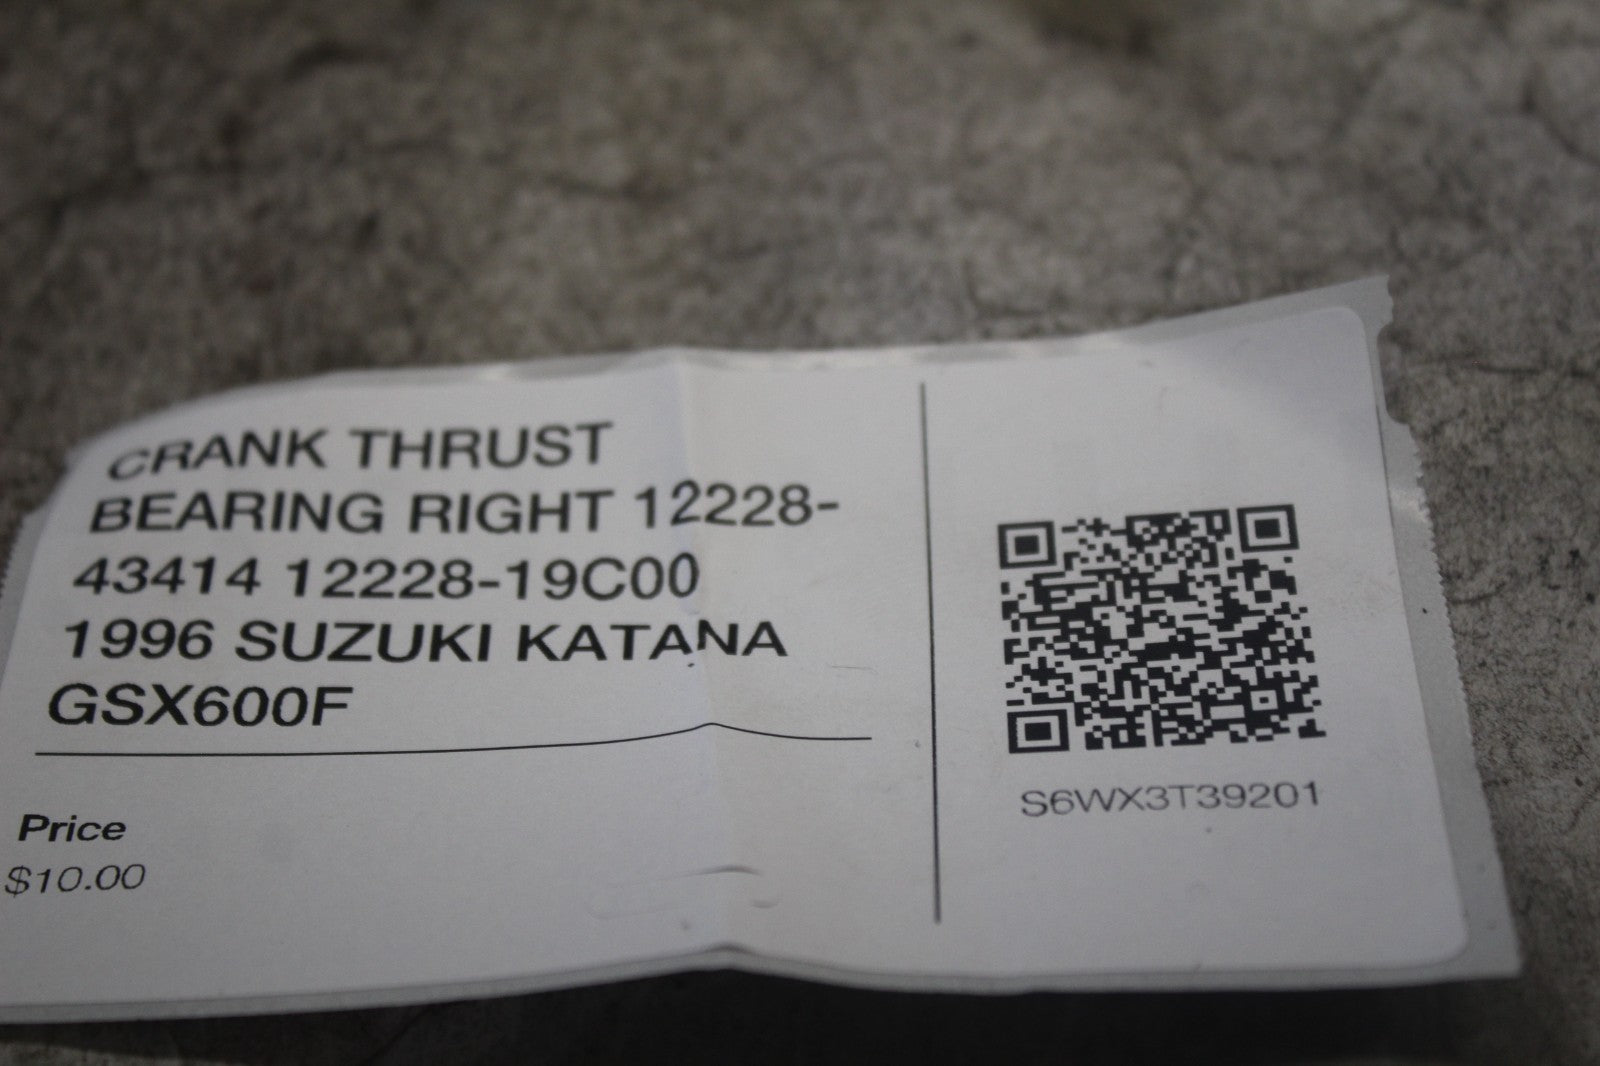 CRANK THRUST
BEARING RIGHT 12228-
43414 12228-19C00
1996 SUZUKI KATANA
GSX600F
Price
$10.00
S6WX3T39201